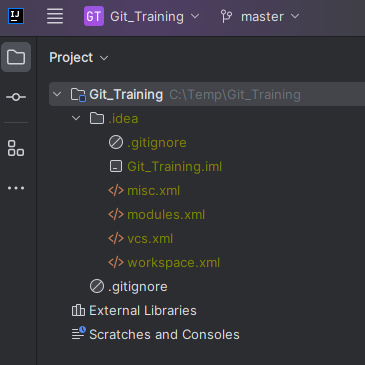 IJ GT Git_Training master
Project
Git_Training C:\Temp\Git_Training
.idea
.gitignore
Git_Training.iml
misc.xml
modules.xml
vcs.xml
workspace.xml
.gitignore
External Libraries
Scratches and Consoles